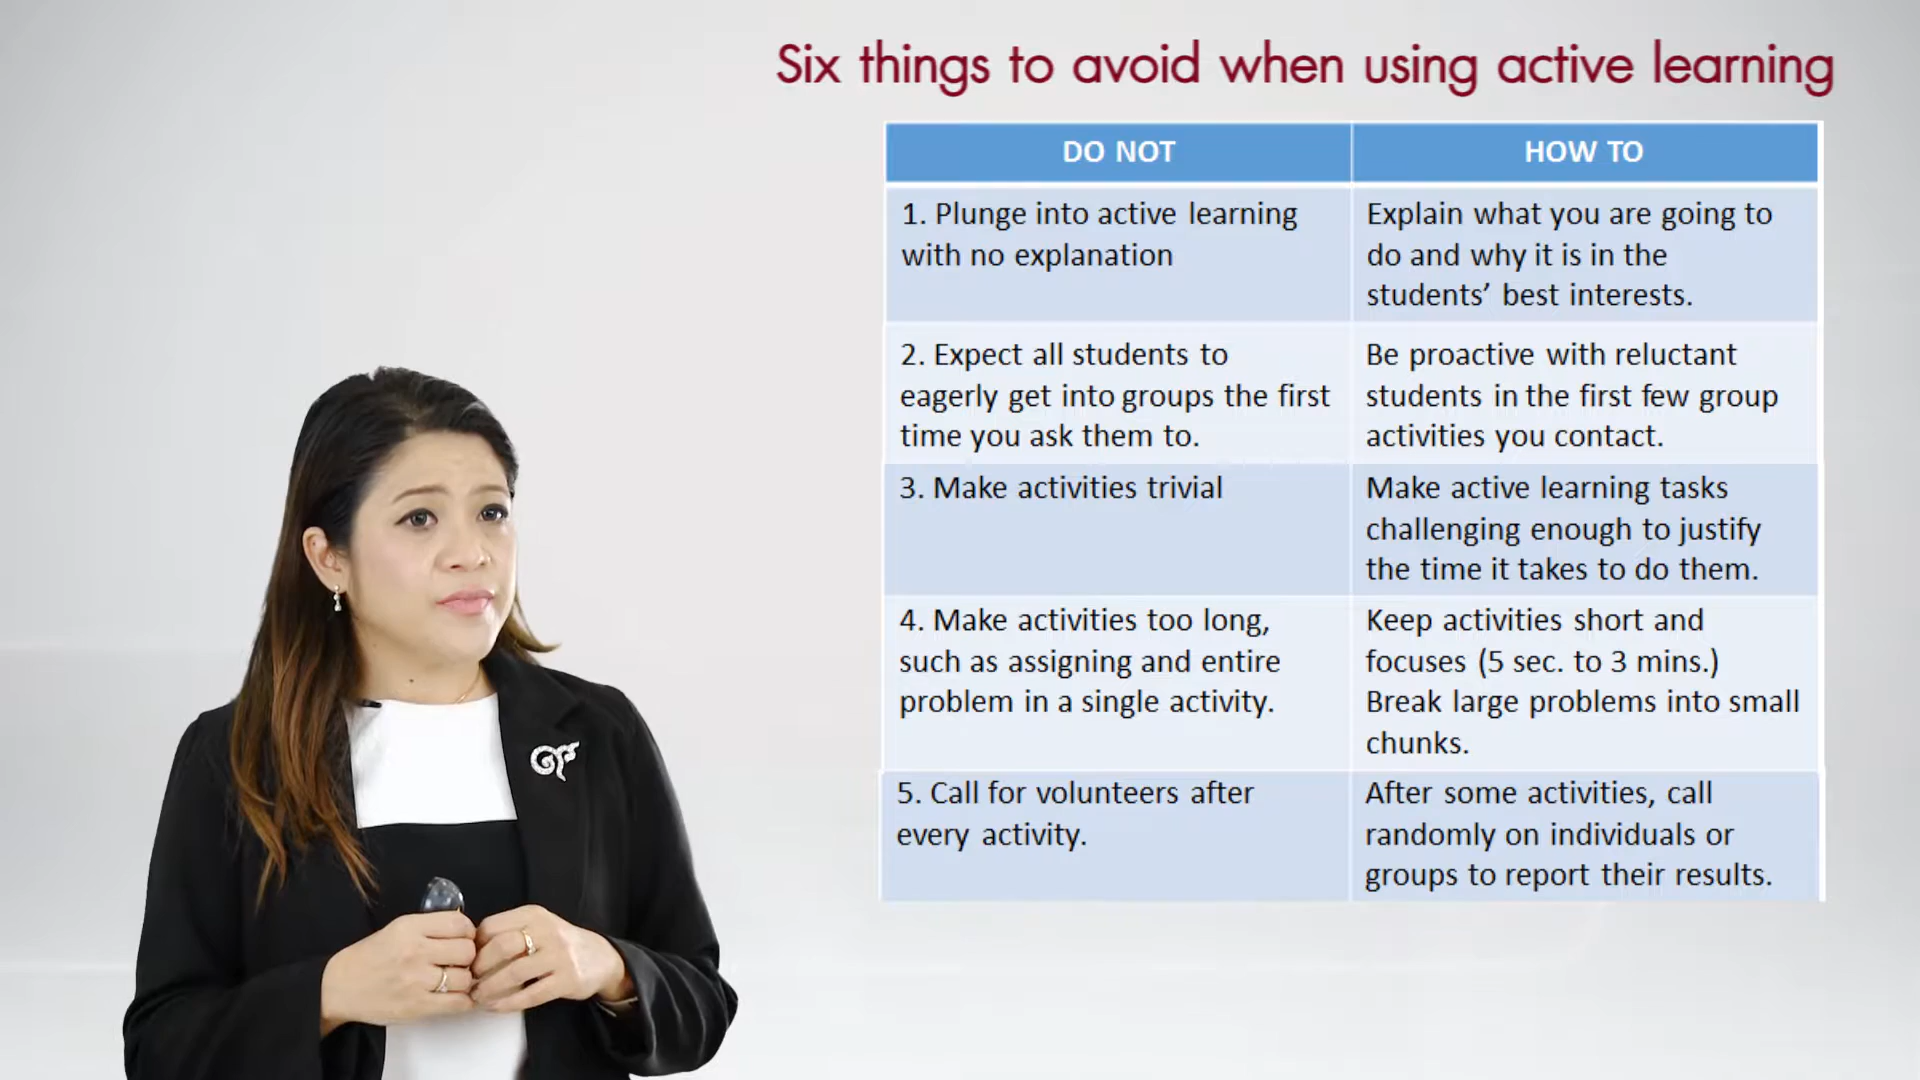 Six things to avoid when using active learning
DO NOT
HOW TO
1. Plunge into active learning
with no explanation
Explain what you are going to
do and why it is in the
students’ best interests.
2. Expect all students to
eagerly get into groups the first
time you ask them to.
Be proactive with reluctant
students in the first few group
activities you contact.
3. Make activities trivial
Make active learning tasks
challenging enough to justify
the time it takes to do them.
4. Make activities too long,
such as assigning and entire
problem in a single activity.
Keep activities short and
focuses (5 sec. to 3 mins.)
Break large problems into small
chunks.
5. Call for volunteers after
every activity.
After some activities, call
randomly on individuals or
groups to report their results.